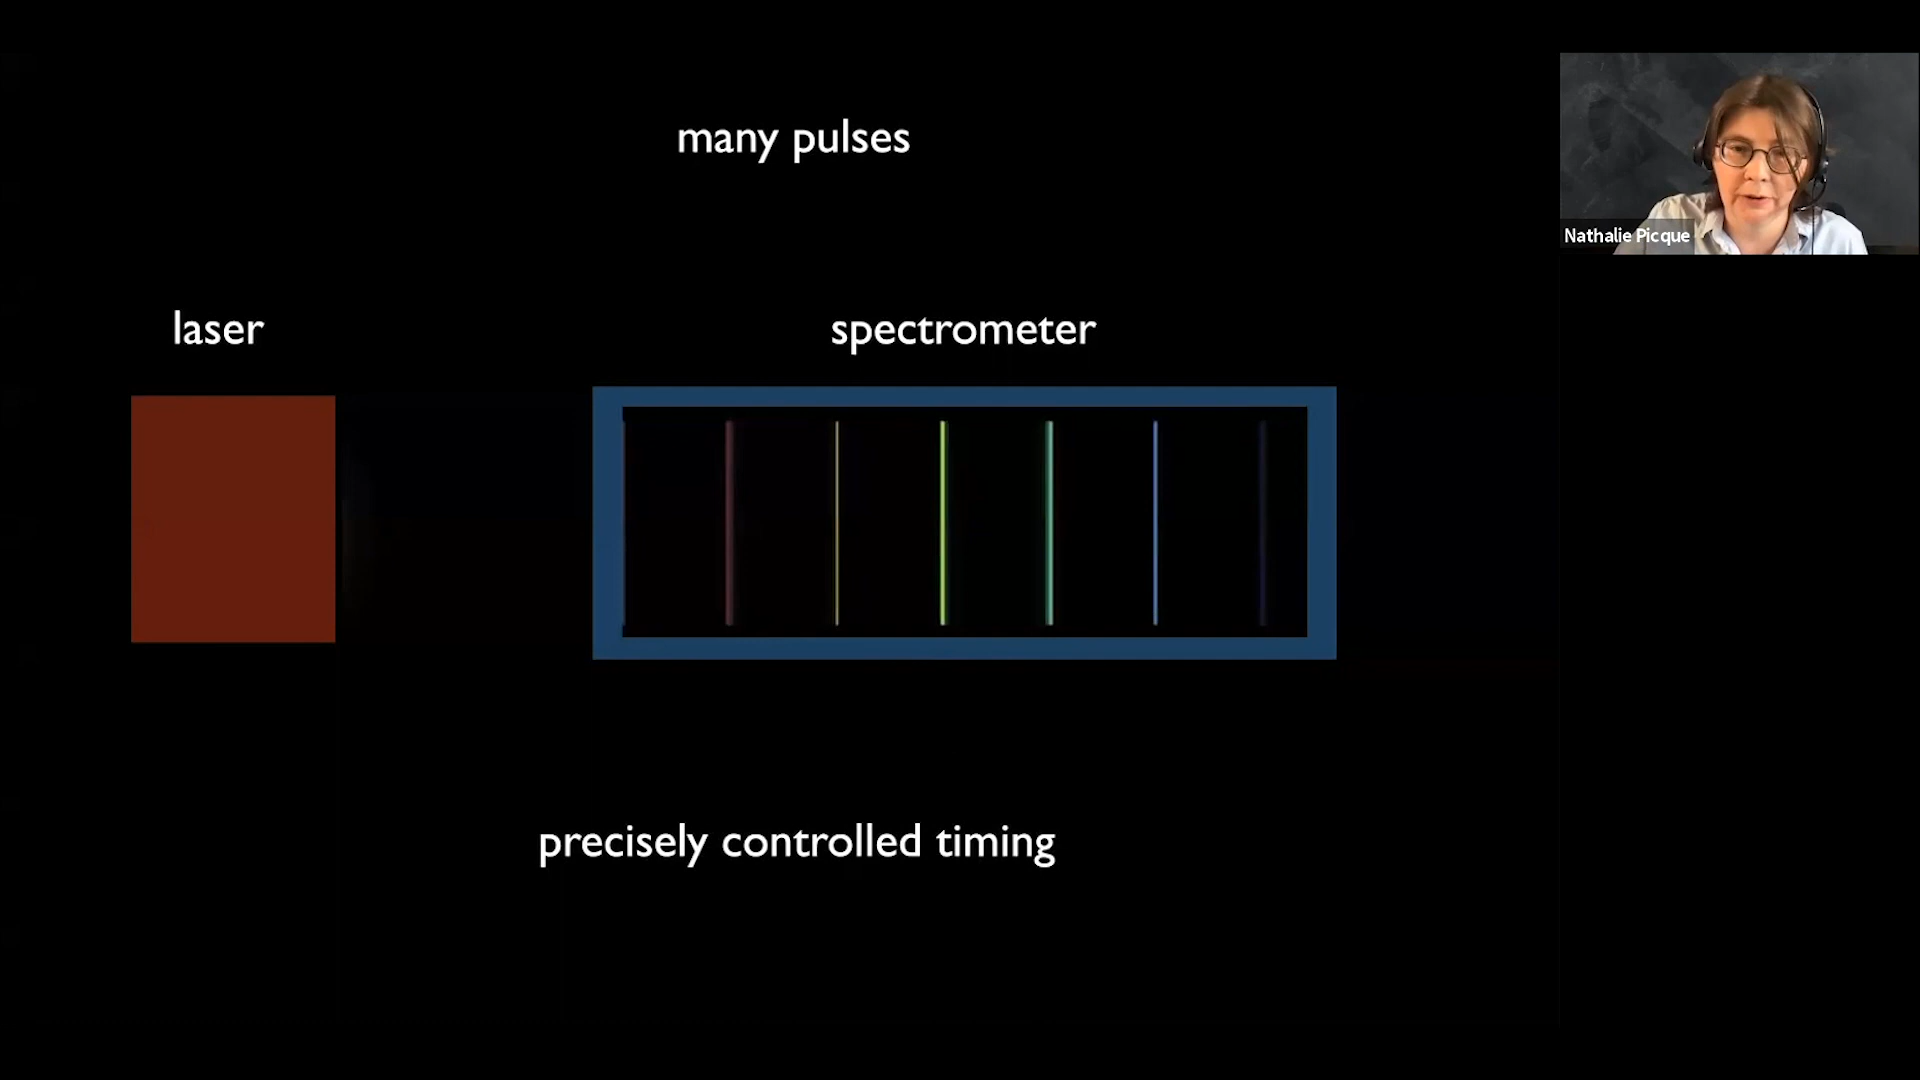 many pulses
Nathalie Picque
laser
spectrometer
precisely controlled timing